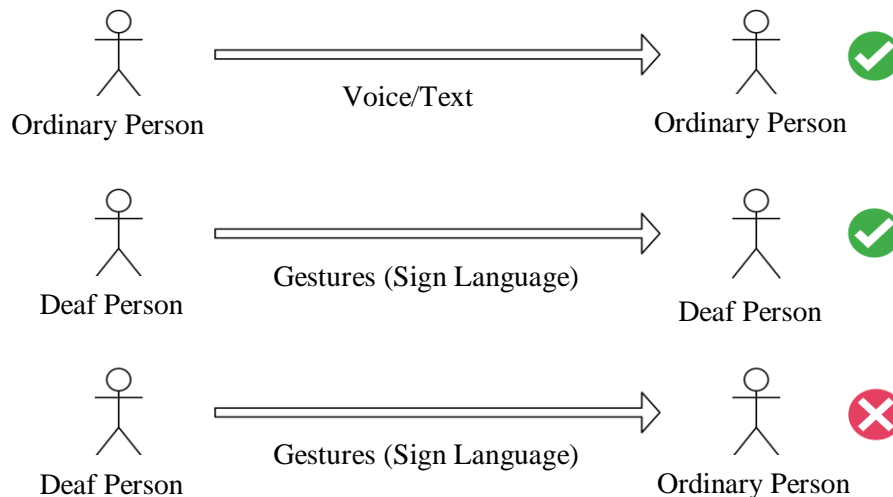 Voice/Text
Ordinary Person
Ordinary Person
Gestures (Sign Language)
Deaf Person
Deaf Person
Gestures (Sign Language)
Deaf Person
Ordinary Person